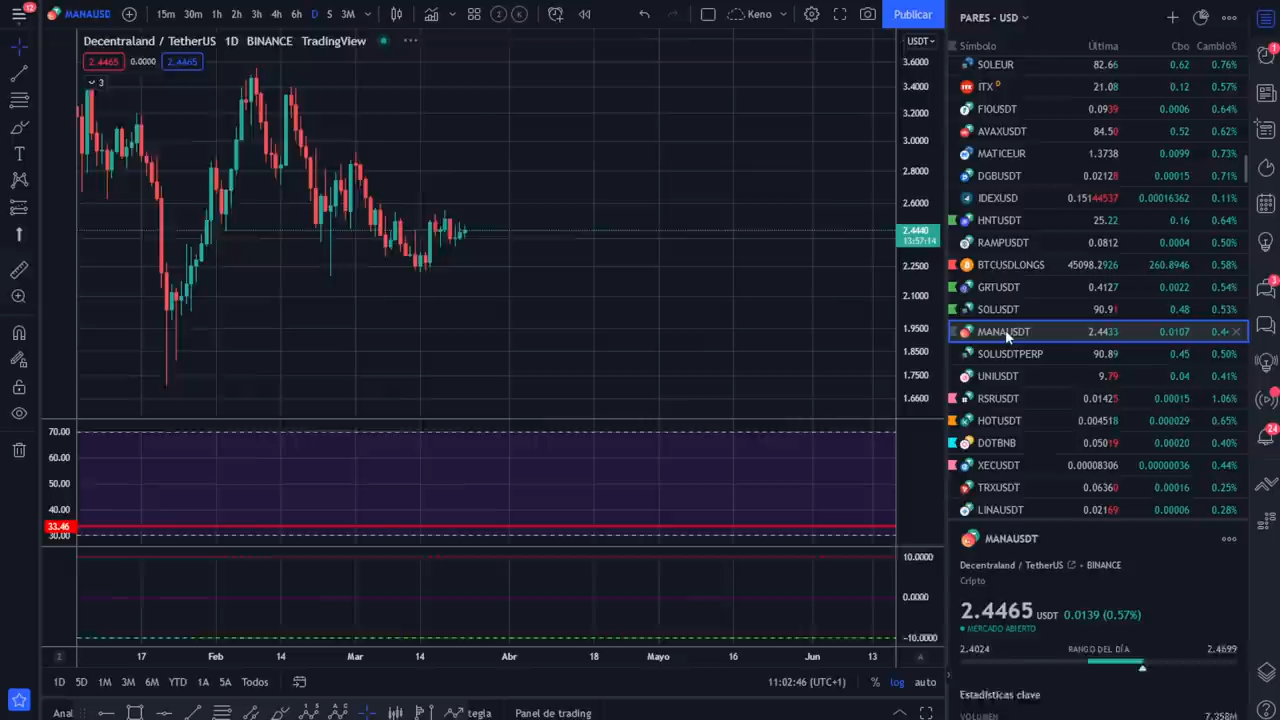 12
MANAUSD
15m 30m 1h 2h 3h 4h 6h D S 3M
Keno
Publicar
PARES - USD
Decentraland / TetherUS 1D BINANCE TradingView
USDT
2.4465 0.0000 2.4465
3
3.6000
3.4000
3.2000
3.0000
2.8000
2.6000
2.4440
13:57:14
2.2500
2.1000
1.9500
1.8500
1.7500
1.6600
70.00
60.00
50.00
40.00
33.46
30.00
10.0000
0.0000
-10.0000
17 Feb 14 Mar 14 Abr 18 Mayo 16 Jun 13
1D 5D 1M 3M 6M YTD 1A 5A Todos
11:02:46 (UTC+1) % log auto
Anal
tegla
Panel de trading
Símbolo Última Cbo Cambio%
SOLEUR 82.66 0.62 0.76%
ITX 21.08 0.12 0.57%
FIOUSDT 0.0939 0.0006 0.64%
AVAXUSDT 84.50 0.52 0.62%
MATICEUR 1.3738 0.0099 0.73%
DGBUSDT 0.02128 0.00015 0.71%
IDEXUSD 0.15144537 0.00016362 0.11%
HNTUSDT 25.22 0.16 0.64%
RAMPUSDT 0.0812 0.0004 0.50%
BTCUSDLONGS 45098.2926 260.8946 0.58%
GRTUSDT 0.4127 0.0022 0.54%
SOLUSDT 90.91 0.48 0.53%
MANAUSDT 2.4433 0.0107
SOLUSDTPERP 90.89 0.45 0.50%
UNIUSDT 9.79 0.04 0.41%
RSRUSDT 0.01425 0.00015 1.06%
HOTUSDT 0.004518 0.000029 0.65%
DOTBNB 0.05019 0.00020 0.40%
XECUSDT 0.00008306 0.00000036 0.44%
TRXUSDT 0.06360 0.00016 0.25%
LINAUSDT 0.02169 0.00006 0.28%
MANAUSDT
Decentraland / TetherUS • BINANCE
Cripto
2.4465 USDT 0.0139 (0.57%)
MERCADO ABIERTO
2.4024 RANGO DEL DÍA 2.4699
Estadísticas clave
VOLUMEN 7.358M
1
3
24